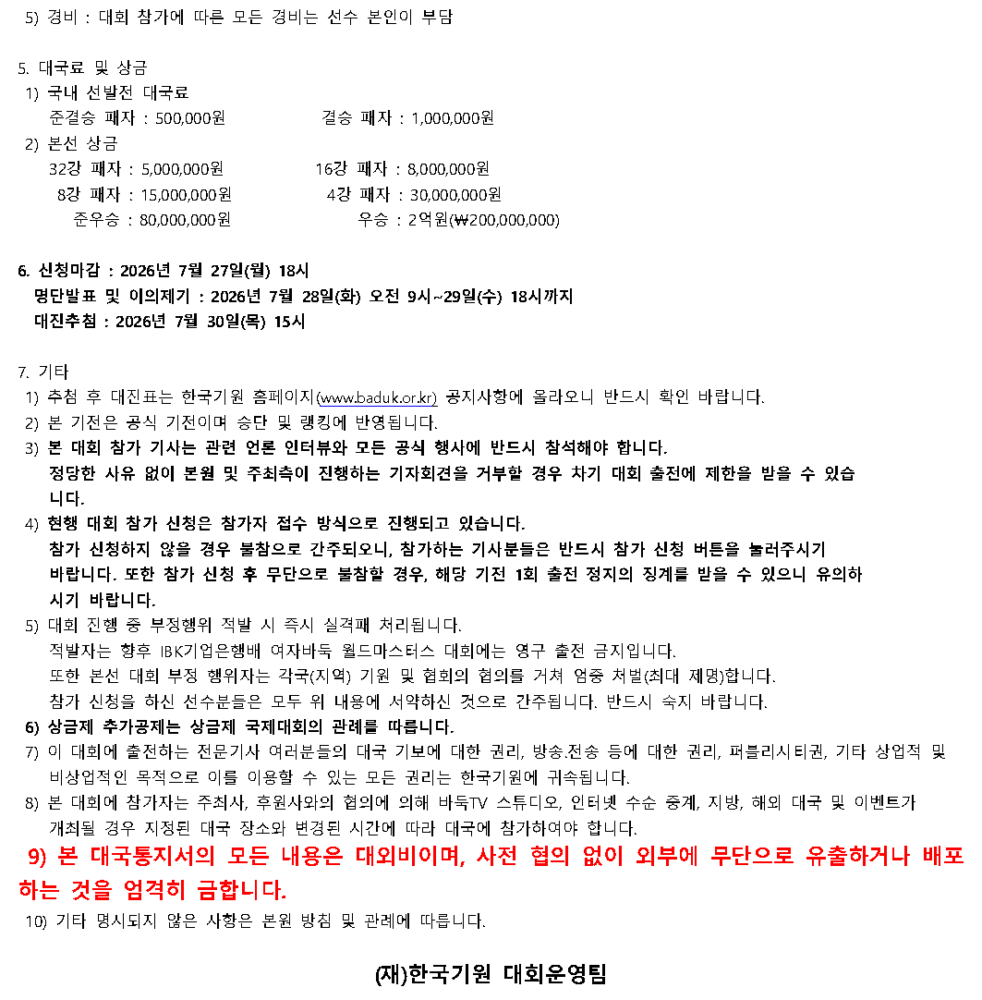 5) 경비 : 대회 참가에 따른 모든 경비는 선수 본인이 부담
5. 대국료 및 상금
1) 국내 선발전 대국료
준결승 패자 : 500,000원 결승 패자 : 1,000,000원
2) 본선 상금
32강 패자 : 5,000,000원 16강 패자 : 8,000,000원
8강 패자 : 15,000,000원 4강 패자 : 30,000,000원
준우승 : 80,000,000원 우승 : 2억원(₩200,000,000)
6. 신청마감 : 2026년 7월 27일(월) 18시
명단발표 및 이의제기 : 2026년 7월 28일(화) 오전 9시~29일(수) 18시까지
대진추첨 : 2026년 7월 30일(목) 15시
7. 기타
1) 추첨 후 대진표는 한국기원 홈페이지(www.baduk.or.kr) 공지사항에 올라오니 반드시 확인 바랍니다.
2) 본 기전은 공식 기전이며 승단 및 랭킹에 반영됩니다.
3) 본 대회 참가 기사는 관련 언론 인터뷰와 모든 공식 행사에 반드시 참석해야 합니다.
정당한 사유 없이 본원 및 주최측이 진행하는 기자회견을 거부할 경우 차기 대회 출전에 제한을 받을 수 있습
니다.
4) 현행 대회 참가 신청은 참가자 접수 방식으로 진행되고 있습니다.
참가 신청하지 않을 경우 불참으로 간주되오니, 참가하는 기사분들은 반드시 참가 신청 버튼을 눌러주시기
바랍니다. 또한 참가 신청 후 무단으로 불참할 경우, 해당 기전 1회 출전 정지의 징계를 받을 수 있으니 유의하
시기 바랍니다.
5) 대회 진행 중 부정행위 적발 시 즉시 실격패 처리됩니다.
적발자는 향후 IBK기업은행배 여자바둑 월드마스터스 대회에는 영구 출전 금지입니다.
또한 본선 대회 부정 행위자는 각국(지역) 기원 및 협회의 협의를 거쳐 엄중 처벌(최대 제명)합니다.
참가 신청을 하신 선수분들은 모두 위 내용에 서약하신 것으로 간주됩니다. 반드시 숙지 바랍니다.
6) 상금제 추가공제는 상금제 국제대회의 관례를 따릅니다.
7) 이 대회에 출전하는 전문기사 여러분들의 대국 기보에 대한 권리, 방송.전송 등에 대한 권리, 퍼블리시티권, 기타 상업적 및
비상업적인 목적으로 이를 이용할 수 있는 모든 권리는 한국기원에 귀속됩니다.
8) 본 대회에 참가자는 주최사, 후원사와의 협의에 의해 바둑TV 스튜디오, 인터넷 수순 중계, 지방, 해외 대국 및 이벤트가
개최될 경우 지정된 대국 장소와 변경된 시간에 따라 대국에 참가하여야 합니다.
9) 본 대국통지서의 모든 내용은 대외비이며, 사전 협의 없이 외부에 무단으로 유출하거나 배포
하는 것을 엄격히 금합니다.
10) 기타 명시되지 않은 사항은 본원 방침 및 관례에 따릅니다.
(재)한국기원 대회운영팀